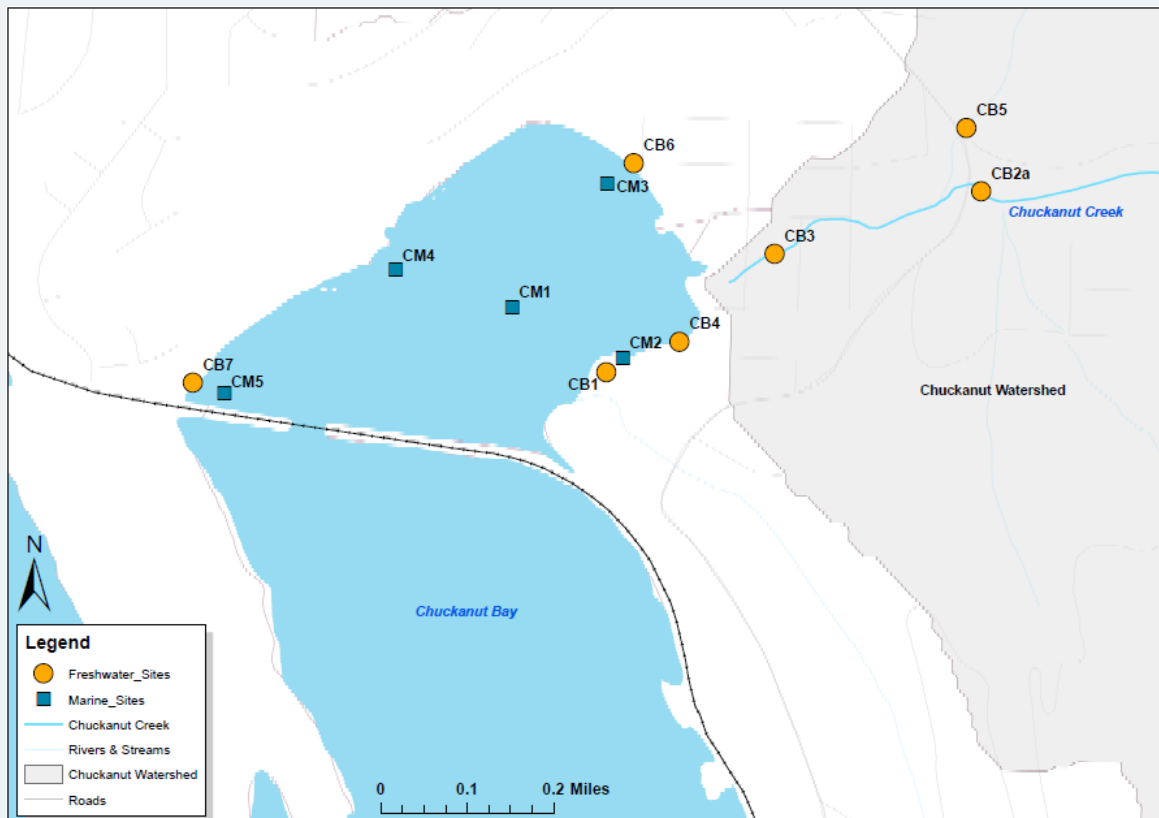 CB5
CB6
CB2a
CM3
Chuckanut Creek
CB3
CM4
CM1
CB4
CM2
CB7
CB1
CM5
Chuckanut Watershed
N
Chuckanut Bay
Legend
Freshwater_Sites
Marine_Sites
Chuckanut Creek
Rivers & Streams
Chuckanut Watershed
Roads
0 0.1 0.2 Miles